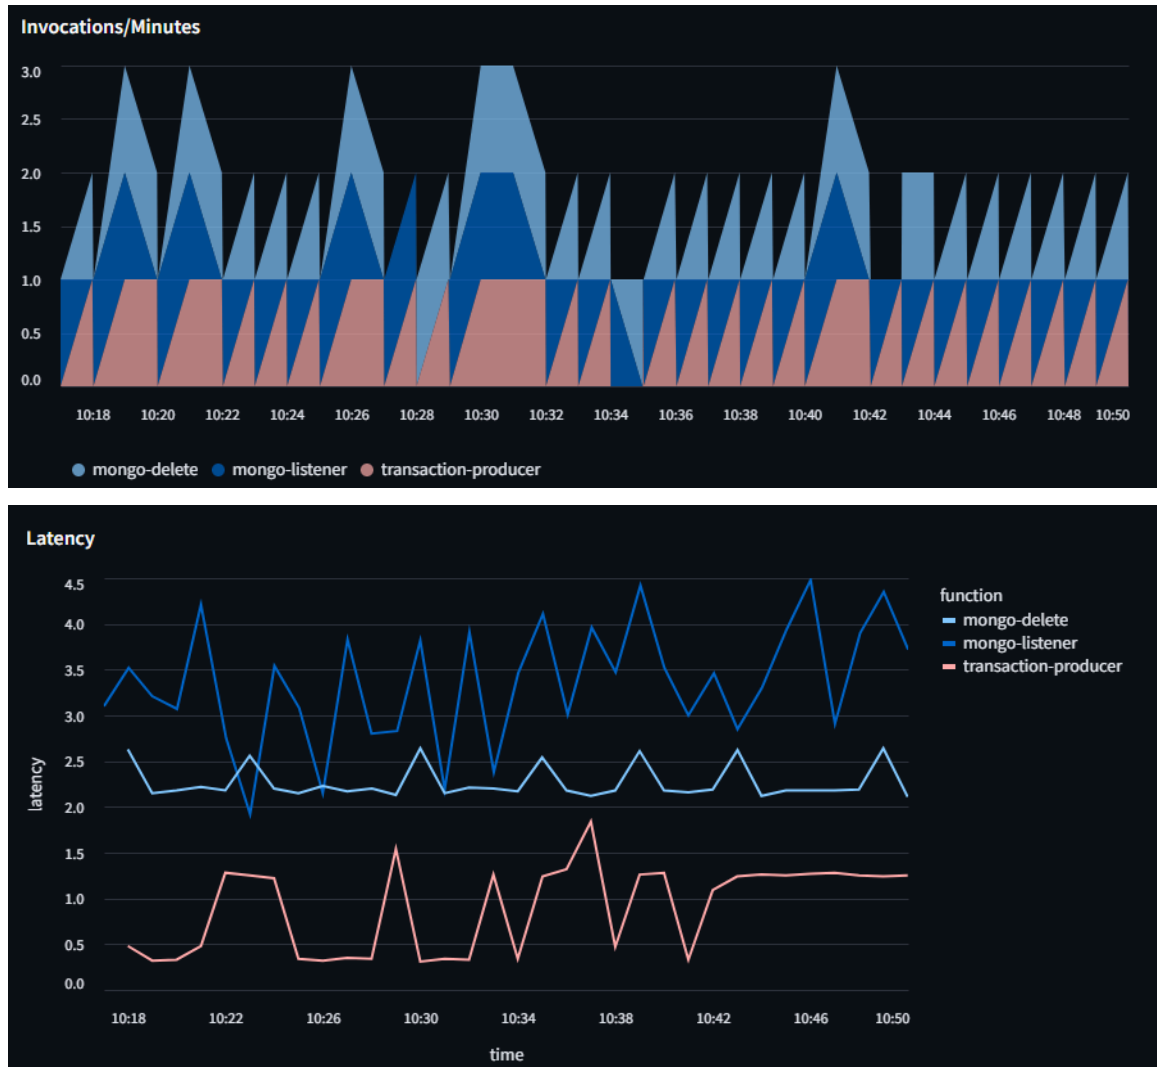 Invocations/Minutes
3.0
2.5
2.0
1.5
1.0
0.5
0.0
10:18 10:20 10:22 10:24 10:26 10:28 10:30 10:32 10:34 10:36 10:38 10:40 10:42 10:44 10:46 10:48 10:50
mongo-delete mongo-listener transaction-producer
Latency
4.5
4.0
3.5
3.0
2.5
2.0
1.5
1.0
0.5
0.0
latency
10:18 10:22 10:26 10:30 10:34 10:38 10:42 10:46 10:50
time
function
mongo-delete
mongo-listener
transaction-producer